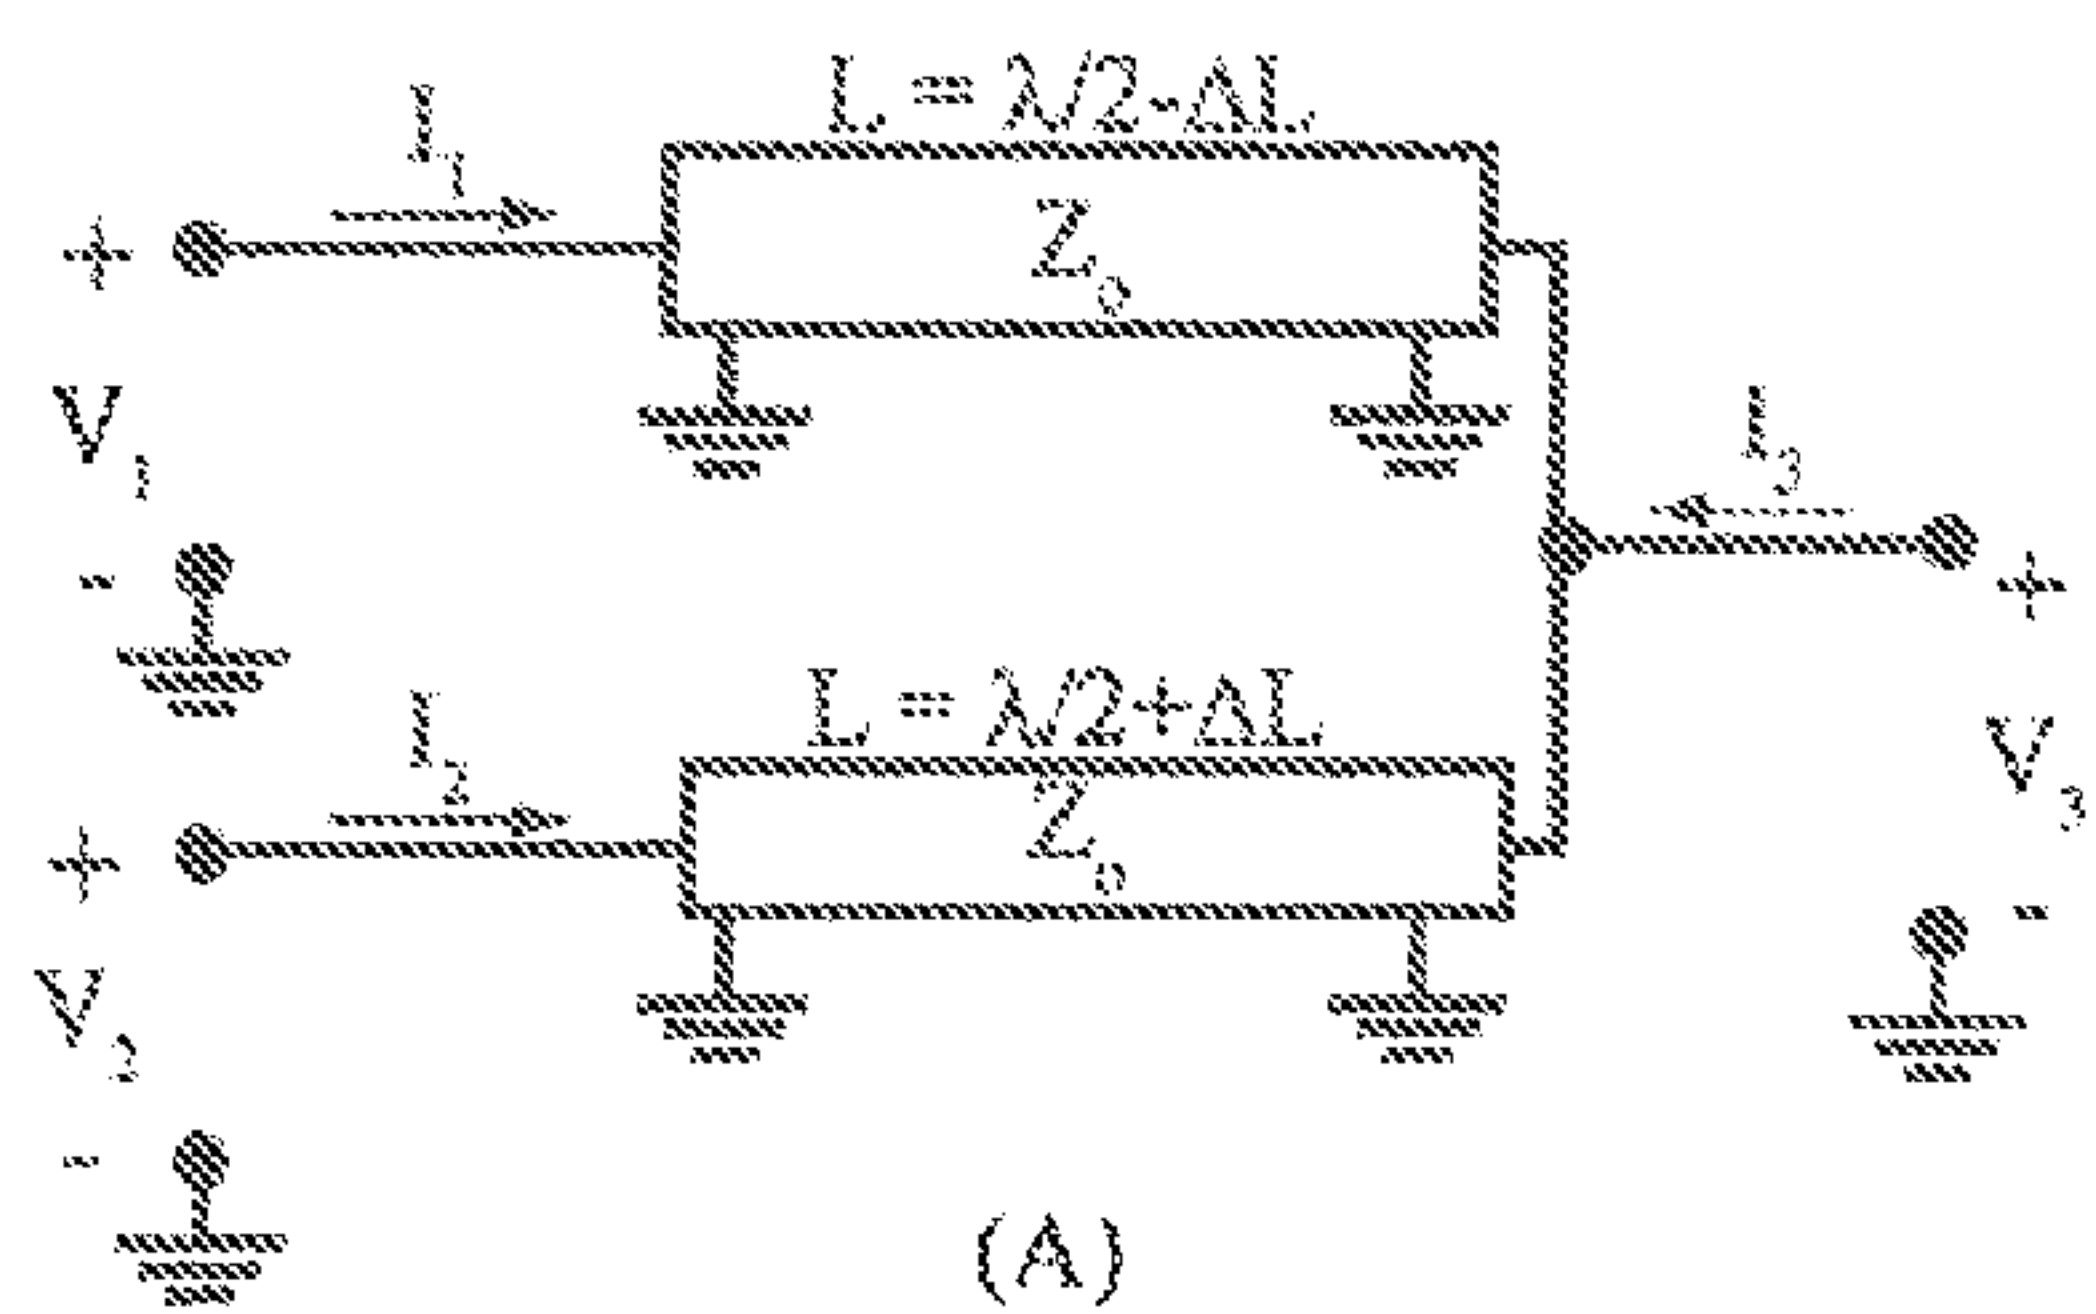 L = λ/2-ΔL
I1
Z0
+
V1
I3
-
+
L = λ/2+ΔL
I2
Z0
V3
+
-
V2
-
(A)